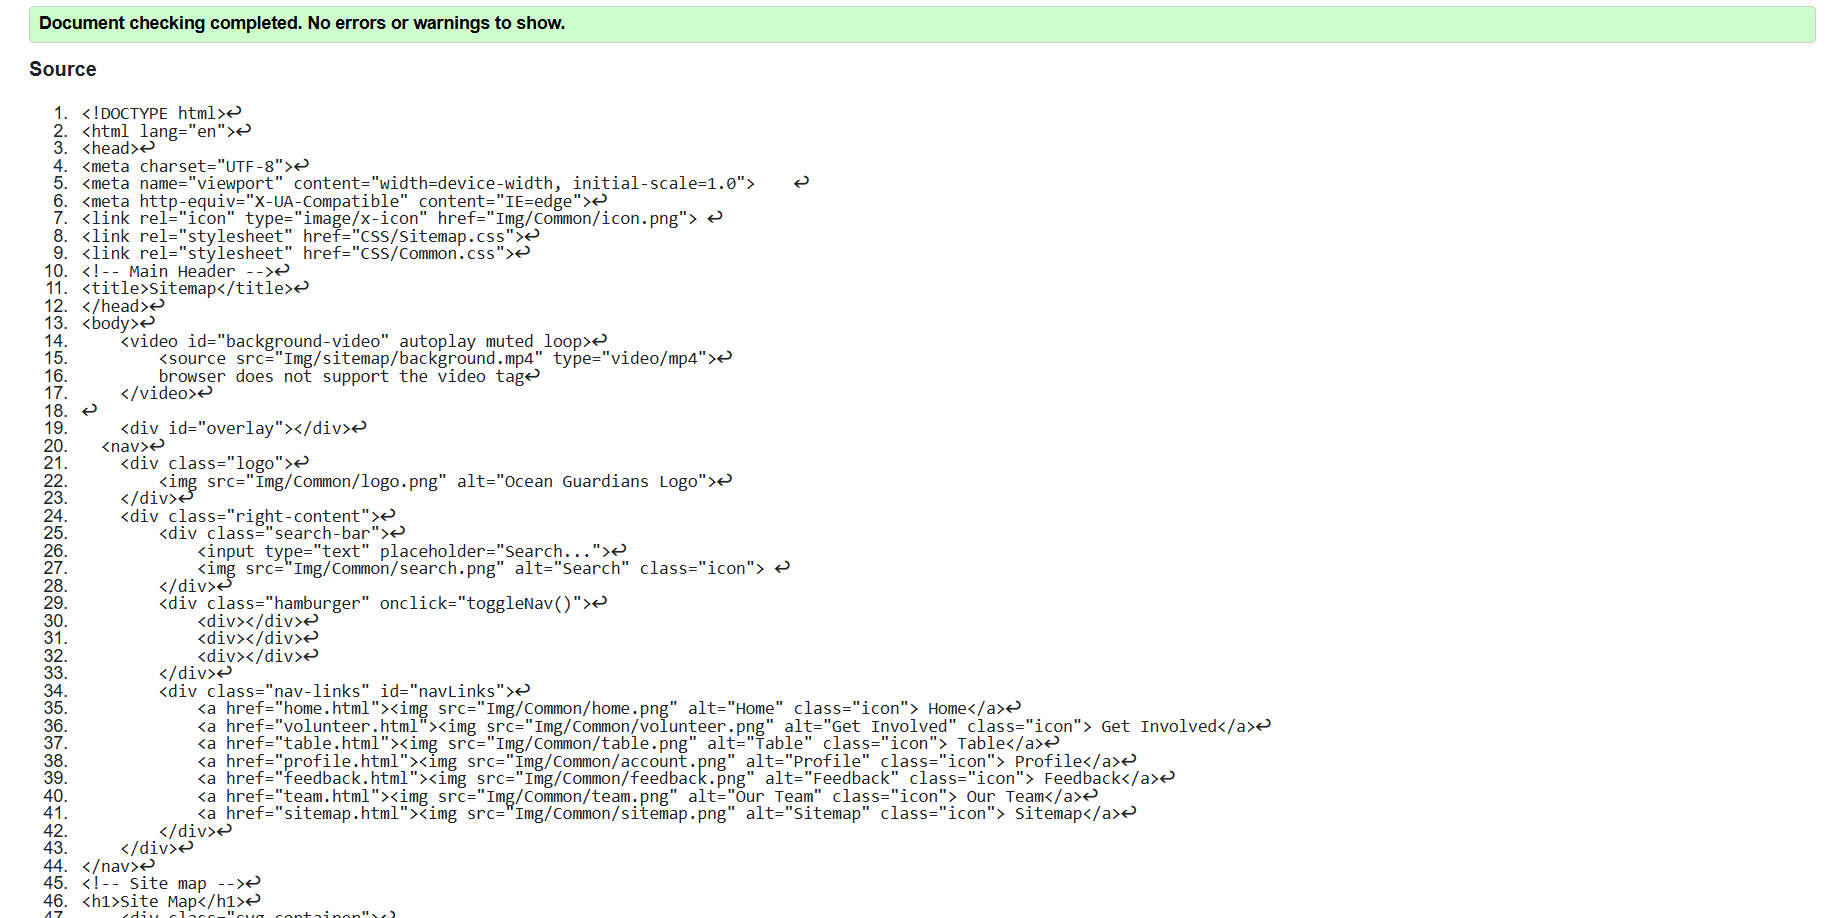 Document checking completed. No errors or warnings to show.
Source
1. <!DOCTYPE html>↩
2. <html lang="en">↩
3. <head>↩
4. <meta charset="UTF-8">↩
5. <meta name="viewport" content="width=device-width, initial-scale=1.0">    ↩
6. <meta http-equiv="X-UA-Compatible" content="IE=edge">↩
7. <link rel="icon" type="image/x-icon" href="Img/Common/icon.png"> ↩
8. <link rel="stylesheet" href="CSS/Sitemap.css">↩
9. <link rel="stylesheet" href="CSS/Common.css">↩
10. <!-- Main Header -->↩
11. <title>Sitemap</title>↩
12. </head>↩
13. <body>↩
14.     <video id="background-video" autoplay muted loop>↩
15.         <source src="Img/sitemap/background.mp4" type="video/mp4">↩
16.         browser does not support the video tag↩
17.     </video>↩
18. ↩
19.     <div id="overlay"></div>↩
20.   <nav>↩
21.     <div class="logo">↩
22.         <img src="Img/Common/logo.png" alt="Ocean Guardians Logo">↩
23.     </div>↩
24.     <div class="right-content">↩
25.         <div class="search-bar">↩
26.             <input type="text" placeholder="Search...">↩
27.             <img src="Img/Common/search.png" alt="Search" class="icon"> ↩
28.         </div>↩
29.         <div class="hamburger" onclick="toggleNav()">↩
30.             <div></div>↩
31.             <div></div>↩
32.             <div></div>↩
33.         </div>↩
34.         <div class="nav-links" id="navLinks">↩
35.             <a href="home.html"><img src="Img/Common/home.png" alt="Home" class="icon"> Home</a>↩
36.             <a href="volunteer.html"><img src="Img/Common/volunteer.png" alt="Get Involved" class="icon"> Get Involved</a>↩
37.             <a href="table.html"><img src="Img/Common/table.png" alt="Table" class="icon"> Table</a>↩
38.             <a href="profile.html"><img src="Img/Common/account.png" alt="Profile" class="icon"> Profile</a>↩
39.             <a href="feedback.html"><img src="Img/Common/feedback.png" alt="Feedback" class="icon"> Feedback</a>↩
40.             <a href="team.html"><img src="Img/Common/team.png" alt="Our Team" class="icon"> Our Team</a>↩
41.             <a href="sitemap.html"><img src="Img/Common/sitemap.png" alt="Sitemap" class="icon"> Sitemap</a>↩
42.         </div>↩
43.     </div>↩
44. </nav>↩
45. <!-- Site map -->↩
46. <h1>Site Map</h1>↩
47.     <div class="svg-container">↩